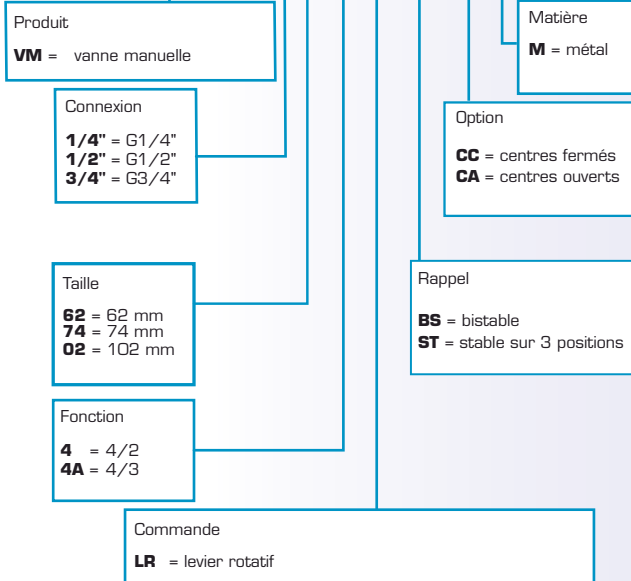 Produit
VM = vanne manuelle
Matière
M = métal
Connexion
1/4" = G1/4"
1/2" = G1/2"
3/4" = G3/4"
Option
CC = centres fermés
CA = centres ouverts
Taille
62 = 62 mm
74 = 74 mm
02 = 102 mm
Rappel
BS = bistable
ST = stable sur 3 positions
Fonction
4 = 4/2
4A = 4/3
Commande
LR = levier rotatif